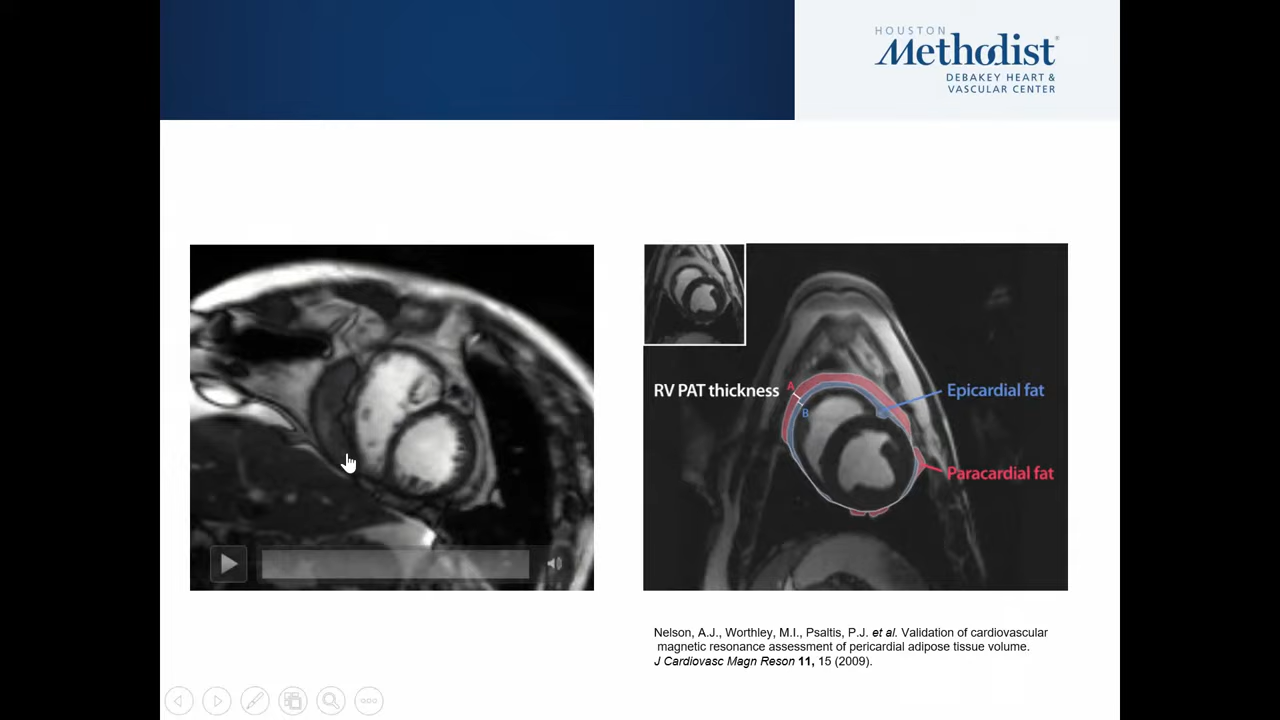 HOUSTON
Methodist®
DEBAKEY HEART &
VASCULAR CENTER
RV PAT thickness
A
B
Epicardial fat
Paracardial fat
Nelson, A.J., Worthley, M.I., Psaltis, P.J. et al. Validation of cardiovascular
magnetic resonance assessment of pericardial adipose tissue volume.
J Cardiovasc Magn Reson 11, 15 (2009).